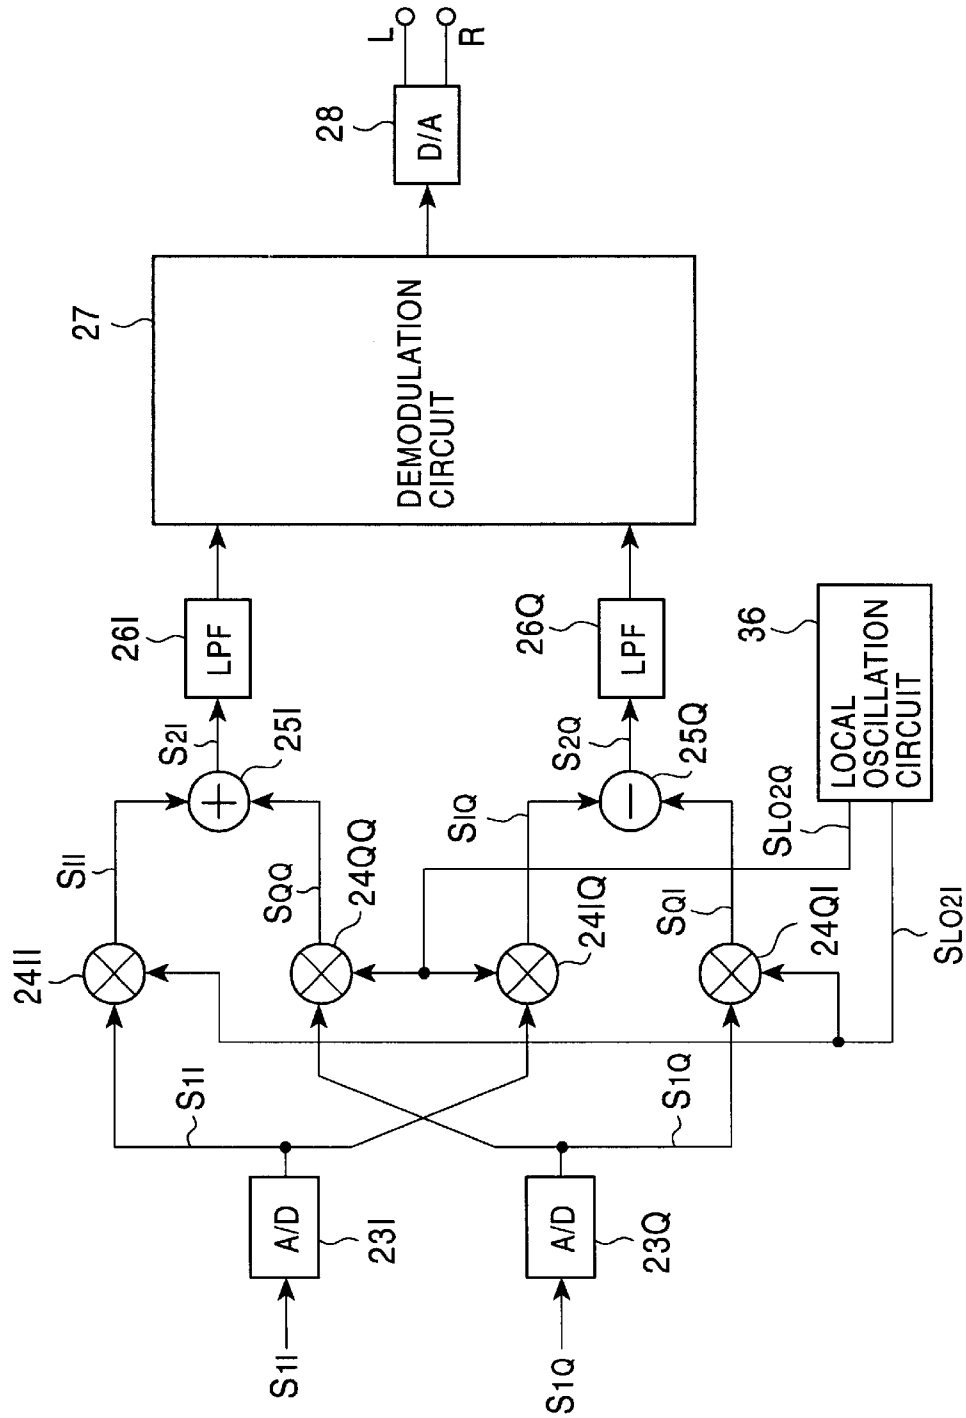 S1I
A/D
23I
S1I
24II
SII
S2I
25I
26I
LPF
27
DEMODULATION
CIRCUIT
28
D/A
L
R
SQQ
24QQ
SIQ
24IQ
S2Q
25Q
26Q
LPF
S1Q
A/D
23Q
S1Q
SQI
24QI
SLO2Q
SLO2I
36
LOCAL
OSCILLATION
CIRCUIT